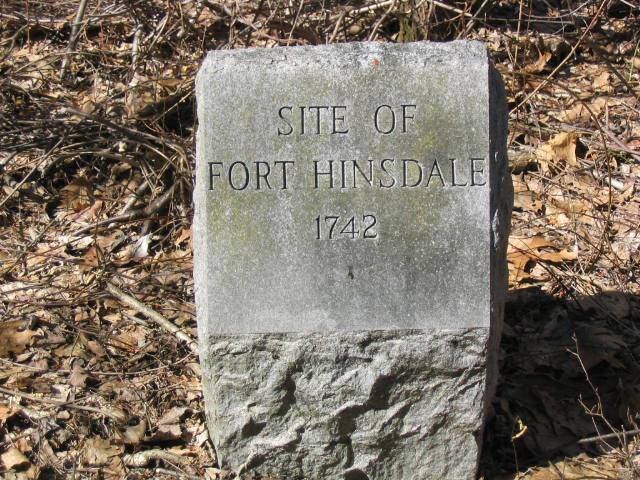 SITE OF
FORT HINSDALE
1742